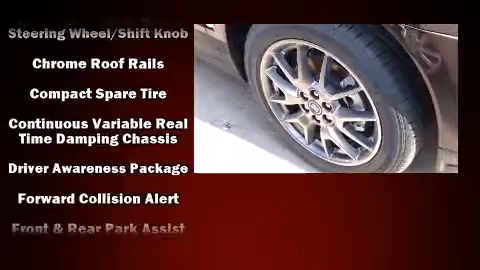 Steering Wheel/Shift Knob
Chrome Roof Rails
Compact Spare Tire
Continuous Variable Real
Time Damping Chassis
Driver Awareness Package
Forward Collision Alert
Front & Rear Park Assist